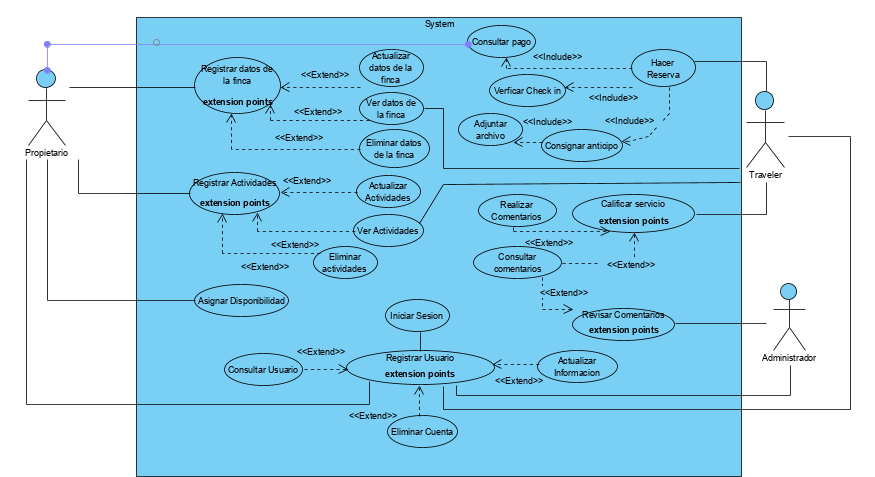 System
Consultar pago
<<Include>>
Hacer
Reserva
Registrar datos de
la finca
extension points
<<Extend>>
Actualizar
datos de la
finca
Verficar Check in
<<Include>>
Ver datos de
la finca
<<Extend>>
Adjuntar
archivo
<<Include>>
<<Include>>
Consignar anticipo
<<Extend>>
Eliminar datos
de la finca
Propietario
Traveler
Registrar Actividades
extension points
<<Extend>>
Actualizar
Actividades
Realizar
Comentarios
Calificar servicio
extension points
Ver Actividades
<<Extend>>
<<Extend>>
Eliminar
actividades
<<Extend>>
Consultar
comentarios
<<Extend>>
<<Extend>>
Asignar Disponibilidad
Iniciar Sesion
Revisar Comentarios
extension points
Administrador
<<Extend>>
Registrar Usuario
extension points
Consultar Usuario
Actualizar
Informacion
<<Extend>>
<<Extend>>
Eliminar Cuenta